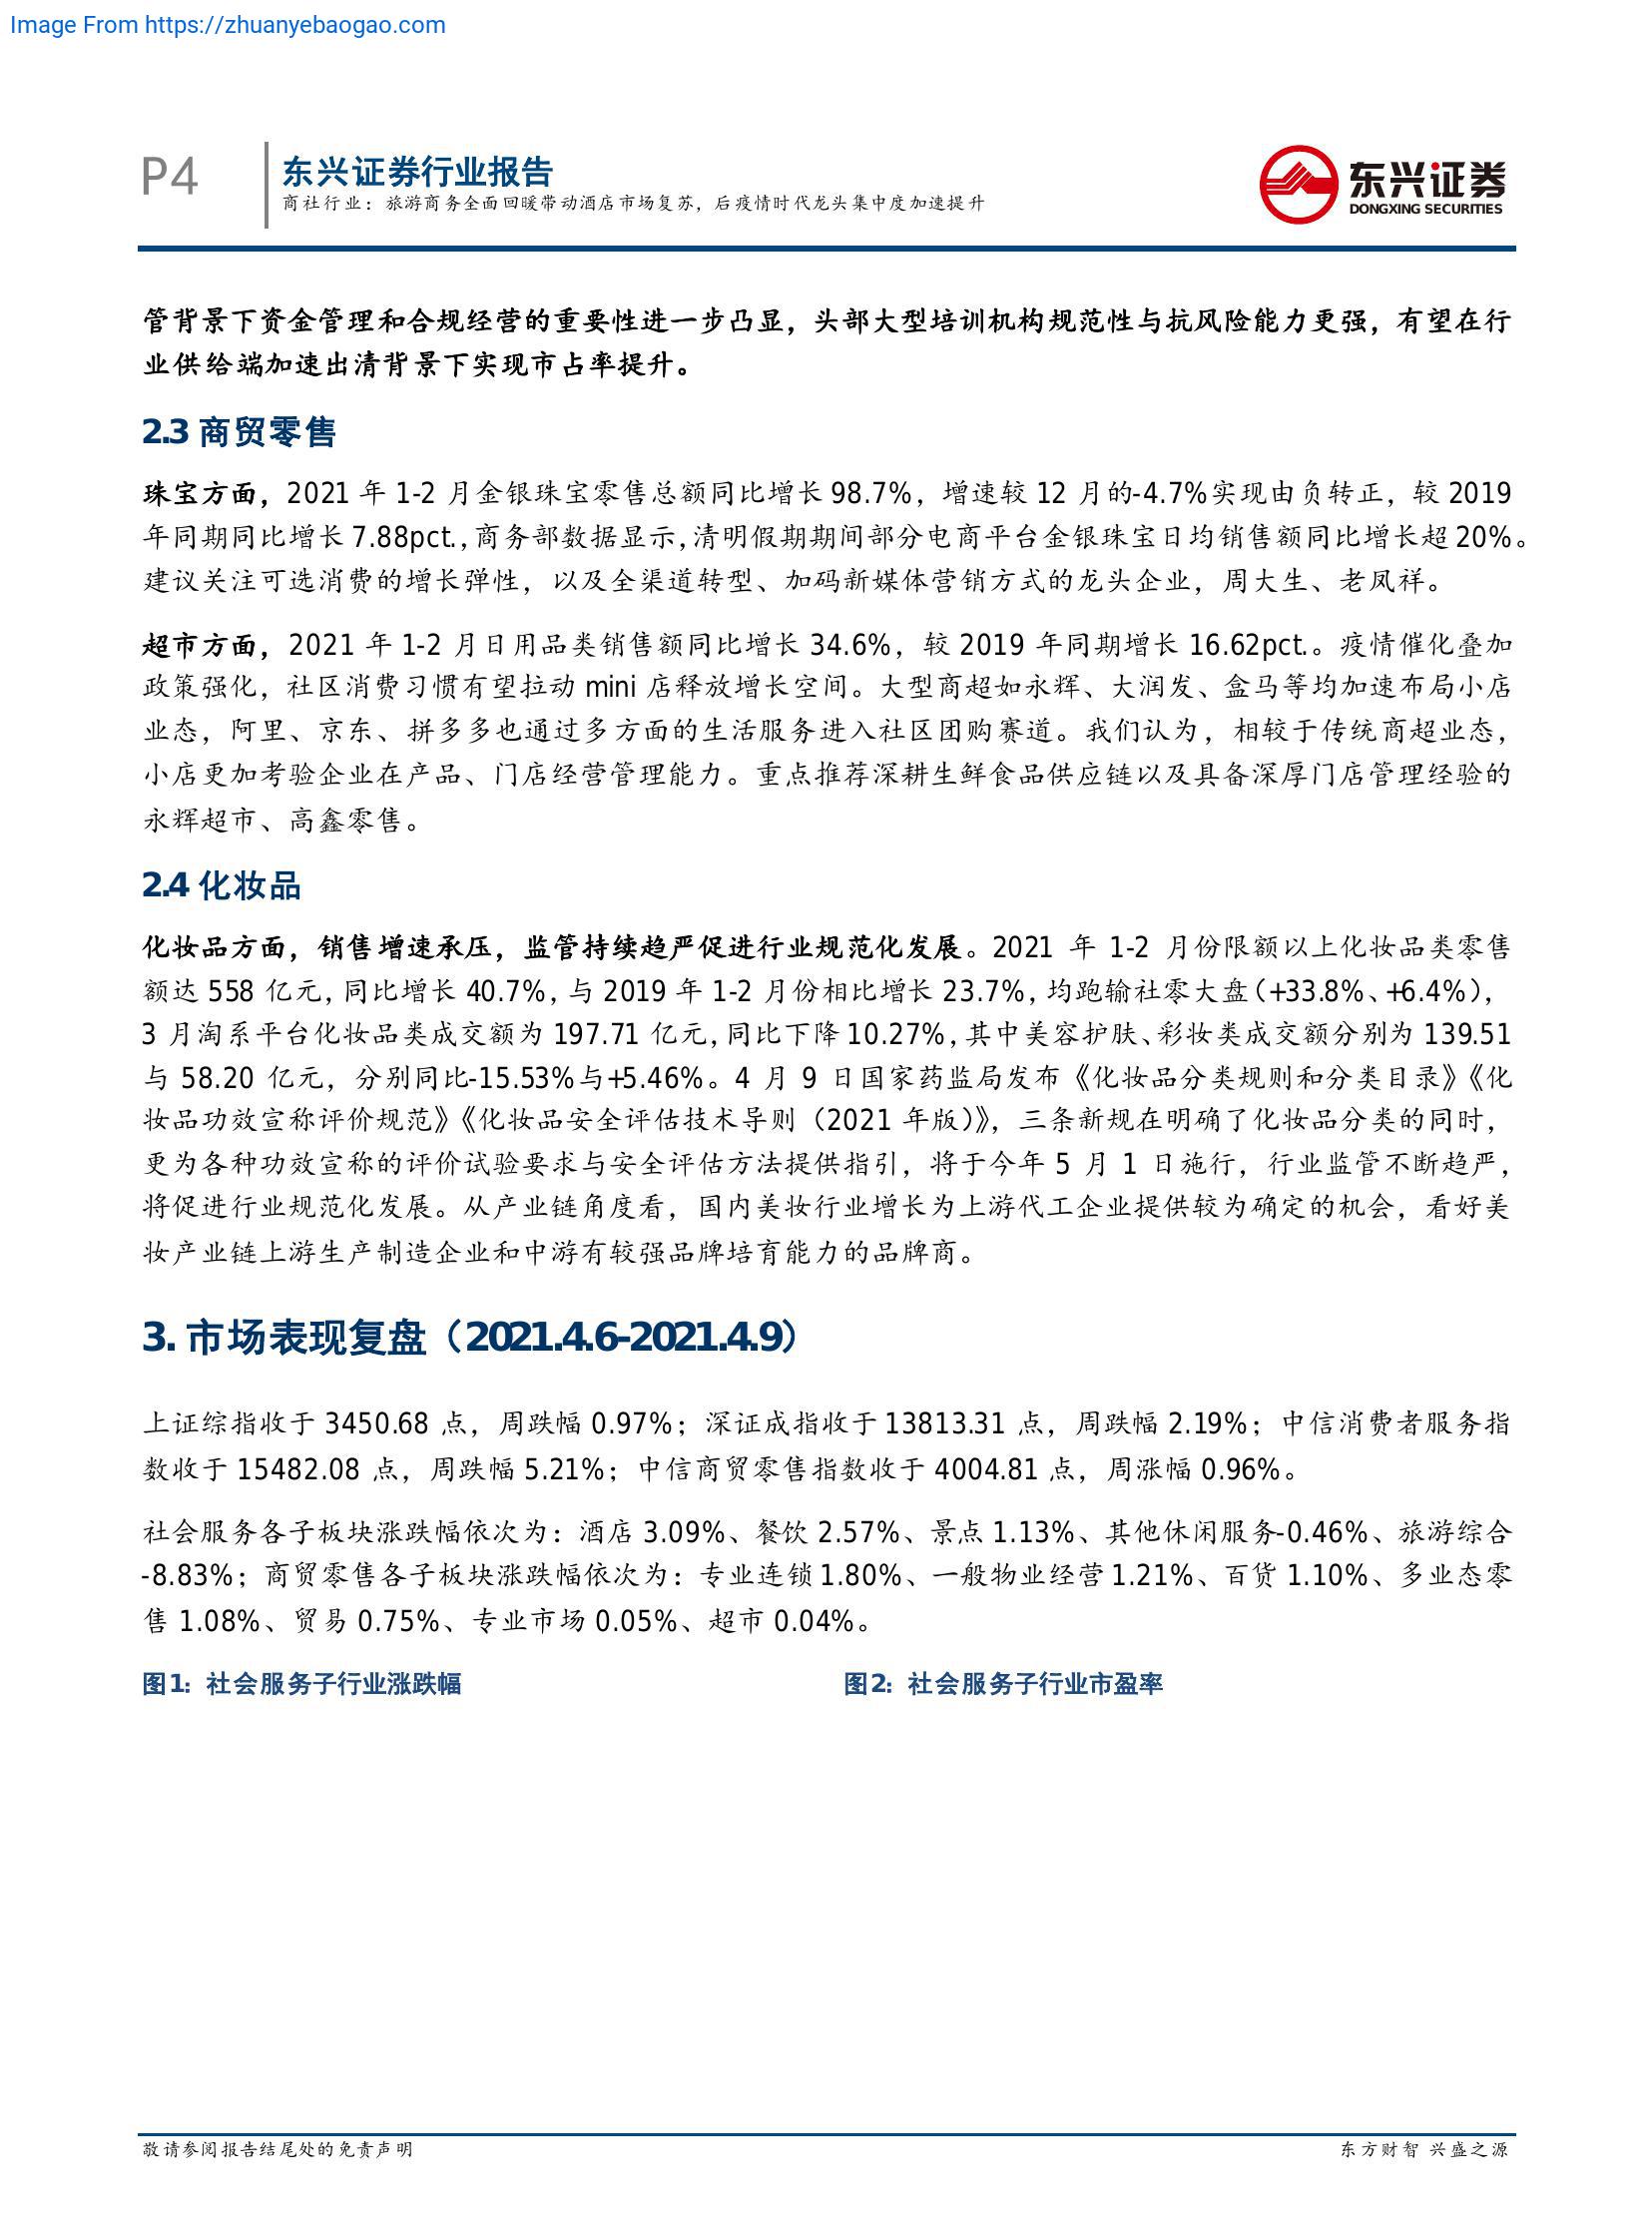 Image From https://zhuanyebaogao.com
P4
东兴证券行业报告
商社行业：旅游商务全面回暖带动酒店市场复苏，后疫情时代龙头集中度加速提升
东兴证券
DONGXING SECURITIES
管背景下资金管理和合规经营的重要性进一步凸显，头部大型培训机构规范性与抗风险能力更强，有望在行
业供给端加速出清背景下实现市占率提升。
2.3 商贸零售
珠宝方面，2021 年 1-2 月金银珠宝零售总额同比增长 98.7%，增速较 12 月的-4.7%实现由负转正，较 2019
年同期同比增长 7.88pct.，商务部数据显示，清明假期期间部分电商平台金银珠宝日均销售额同比增长超 20%。
建议关注可选消费的增长弹性，以及全渠道转型、加码新媒体营销方式的龙头企业，周大生、老凤祥。
超市方面，2021 年 1-2 月日用品类销售额同比增长 34.6%，较 2019 年同期增长 16.62pct.。疫情催化叠加
政策强化，社区消费习惯有望拉动 mini 店释放增长空间。大型商超如永辉、大润发、盒马等均加速布局小店
业态，阿里、京东、拼多多也通过多方面的生活服务进入社区团购赛道。我们认为，相较于传统商超业态，
小店更加考验企业在产品、门店经营管理能力。重点推荐深耕生鲜食品供应链以及具备深厚门店管理经验的
永辉超市、高鑫零售。
2.4 化妆品
化妆品方面，销售增速承压，监管持续趋严促进行业规范化发展。2021 年 1-2 月份限额以上化妆品类零售
额达 558 亿元，同比增长 40.7%，与 2019 年 1-2 月份相比增长 23.7%，均跑输社零大盘（+33.8%、+6.4%），
3 月淘系平台化妆品类成交额为 197.71 亿元，同比下降 10.27%，其中美容护肤、彩妆类成交额分别为 139.51
与 58.20 亿元，分别同比-15.53%与+5.46%。4 月 9 日国家药监局发布《化妆品分类规则和分类目录》《化
妆品功效宣称评价规范》《化妆品安全评估技术导则（2021 年版）》，三条新规在明确了化妆品分类的同时，
更为各种功效宣称的评价试验要求与安全评估方法提供指引，将于今年 5 月 1 日施行，行业监管不断趋严，
将促进行业规范化发展。从产业链角度看，国内美妆行业增长为上游代工企业提供较为确定的机会，看好美
妆产业链上游生产制造企业和中游有较强品牌培育能力的品牌商。
3. 市场表现复盘（2021.4.6-2021.4.9）
上证综指收于 3450.68 点，周跌幅 0.97%；深证成指收于 13813.31 点，周跌幅 2.19%；中信消费者服务指
数收于 15482.08 点，周跌幅 5.21%；中信商贸零售指数收于 4004.81 点，周涨幅 0.96%。
社会服务各子板块涨跌幅依次为：酒店 3.09%、餐饮 2.57%、景点 1.13%、其他休闲服务-0.46%、旅游综合
-8.83%；商贸零售各子板块涨跌幅依次为：专业连锁 1.80%、一般物业经营 1.21%、百货 1.10%、多业态零
售 1.08%、贸易 0.75%、专业市场 0.05%、超市 0.04%。
图1：社会服务子行业涨跌幅
图2：社会服务子行业市盈率
敬请参阅报告结尾处的免责声明
东方财智 兴盛之源